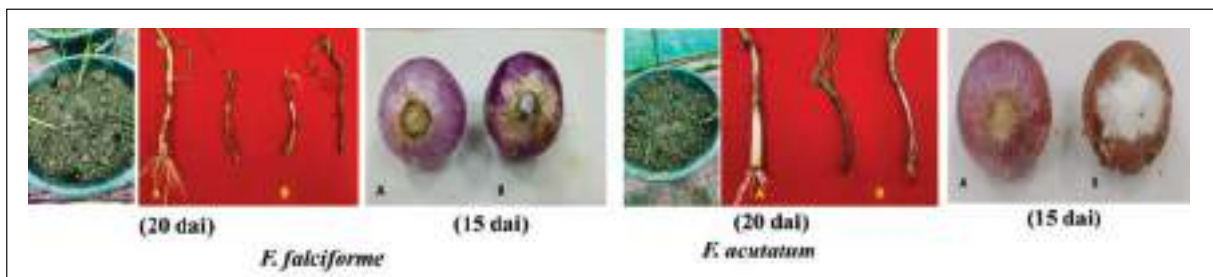 A B A B A B A B
(20 dai) (15 dai) (20 dai) (15 dai)
F. falciforme F. acutatum